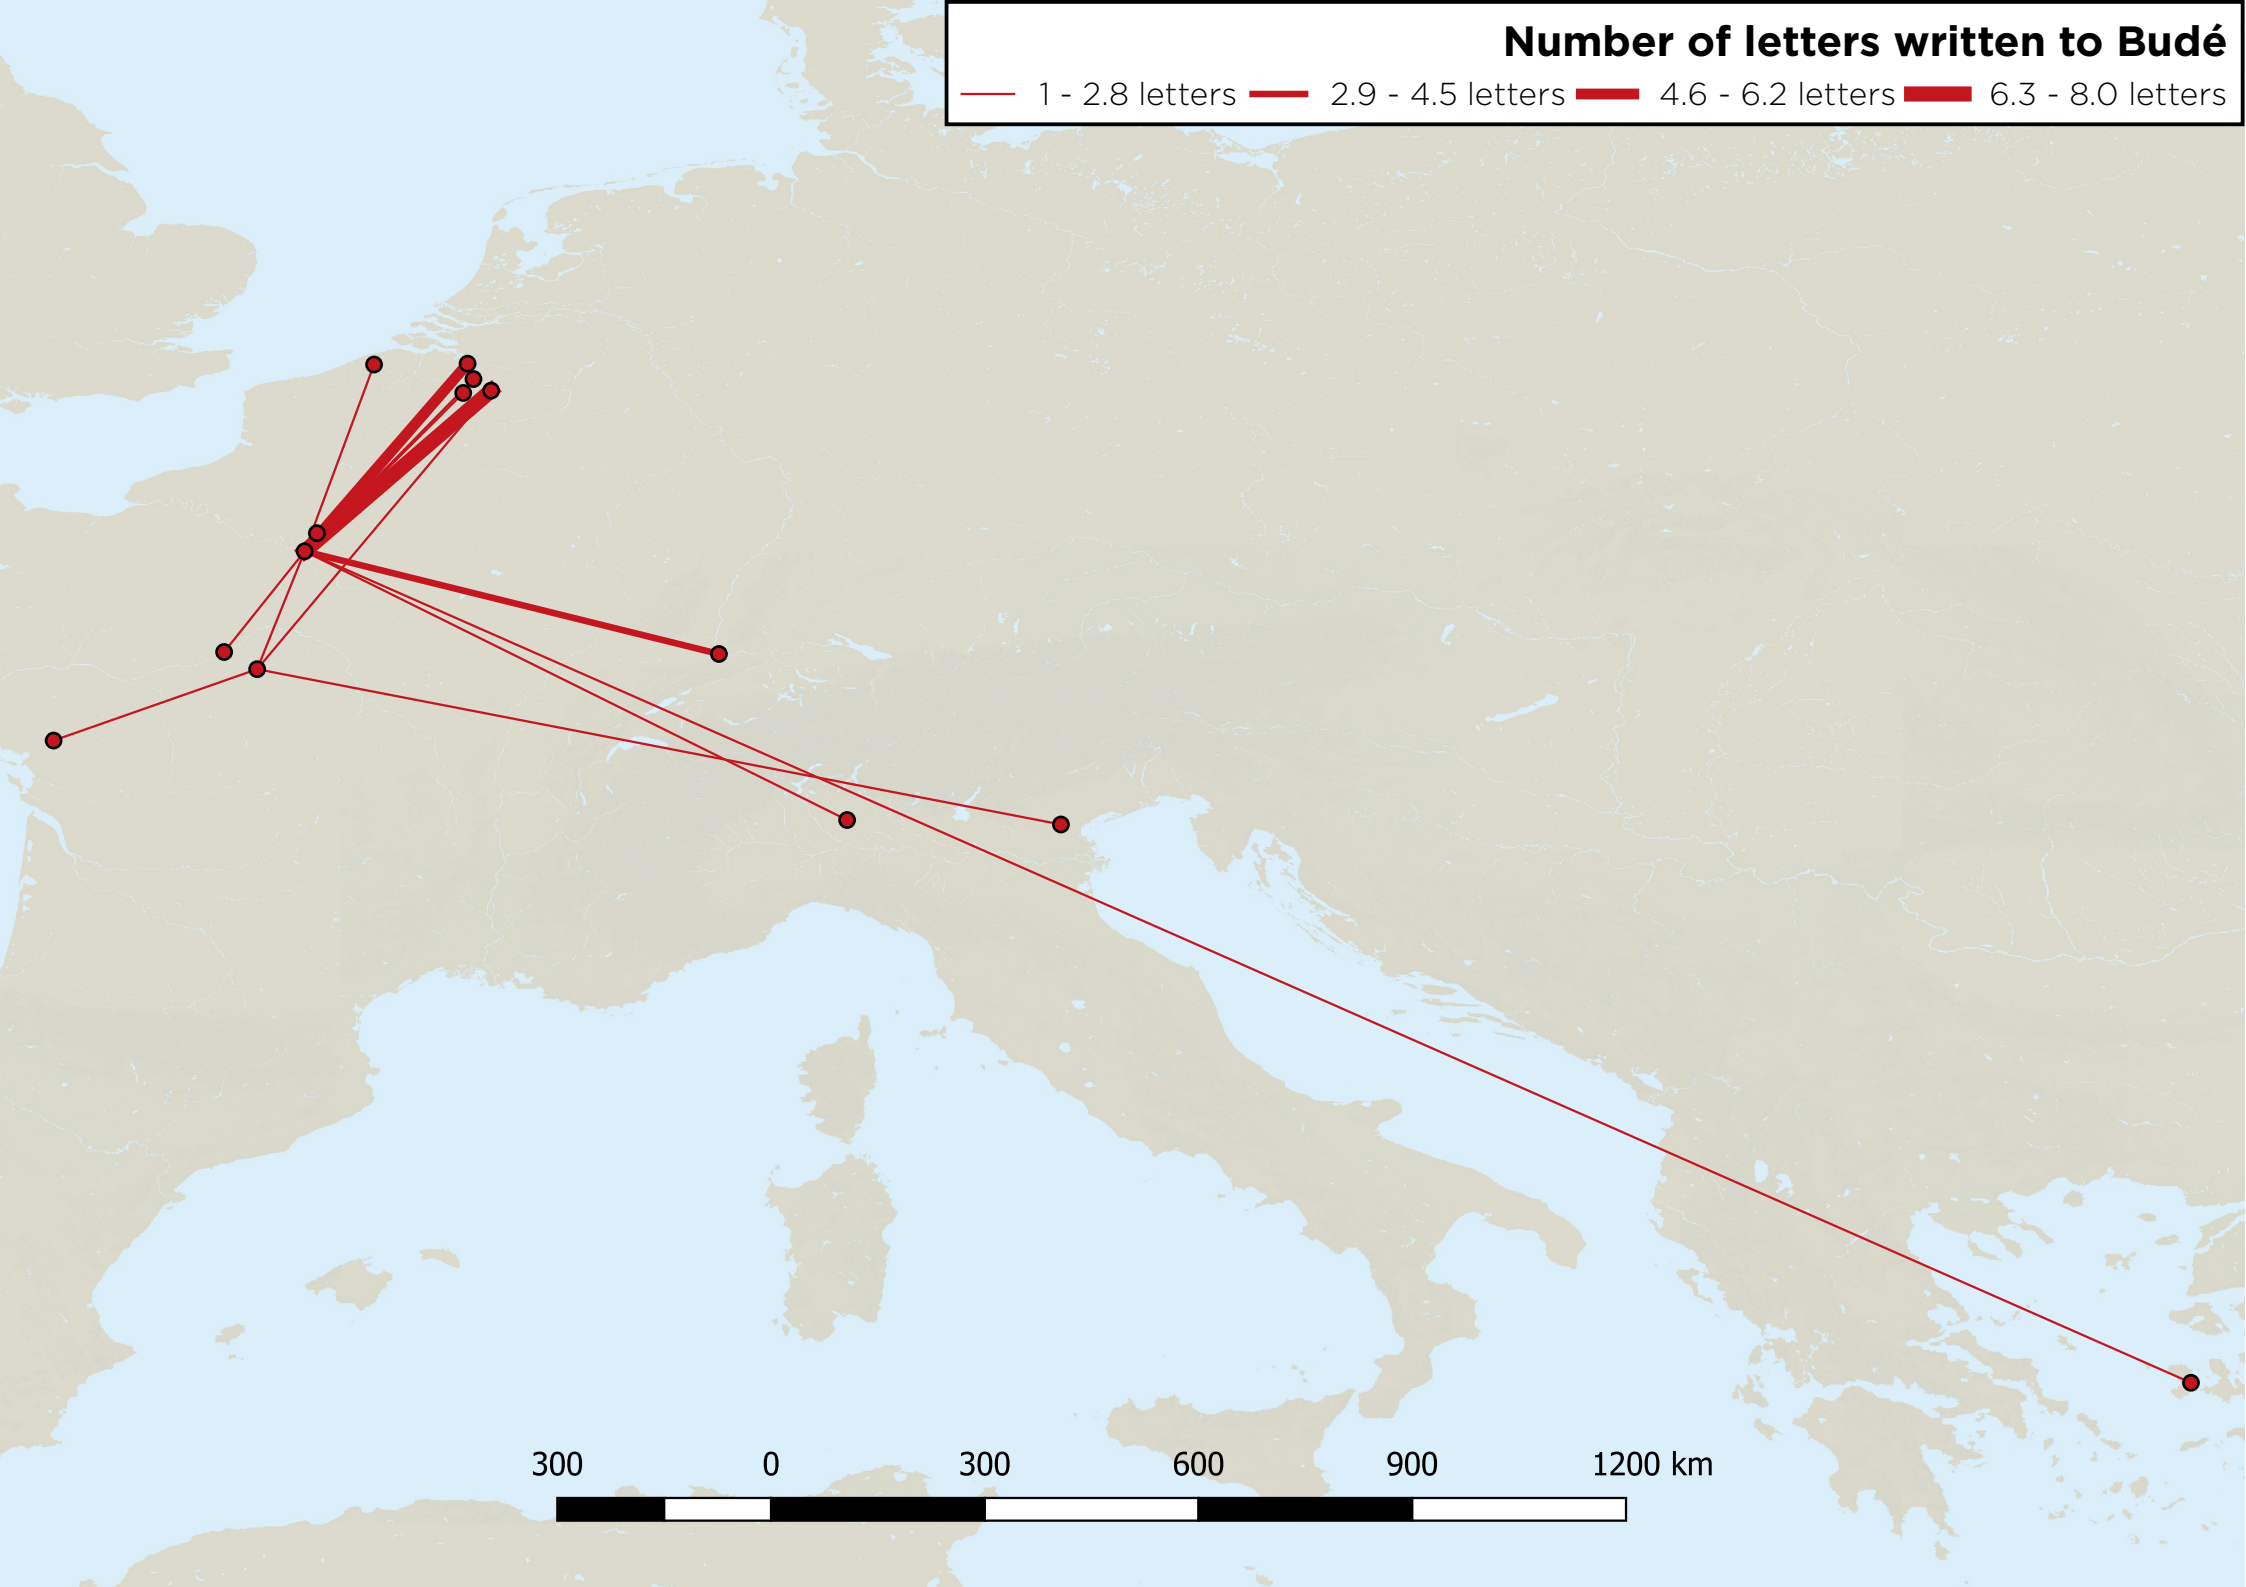 Number of letters written to Budé
1 - 2.8 letters 2.9 - 4.5 letters 4.6 - 6.2 letters 6.3 - 8.0 letters
300 0 300 600 900 1200 km